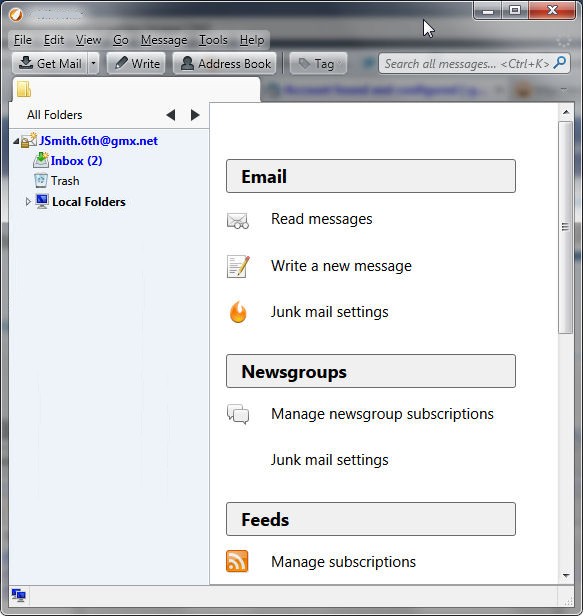 File Edit View Go Message Tools Help
Get Mail Write Address Book Tag Search all messages... <Ctrl+K>
All Folders
JSmith.6th@gmx.net
Inbox (2)
Trash
Local Folders
Email
Read messages
Write a new message
Junk mail settings
Newsgroups
Manage newsgroup subscriptions
Junk mail settings
Feeds
Manage subscriptions